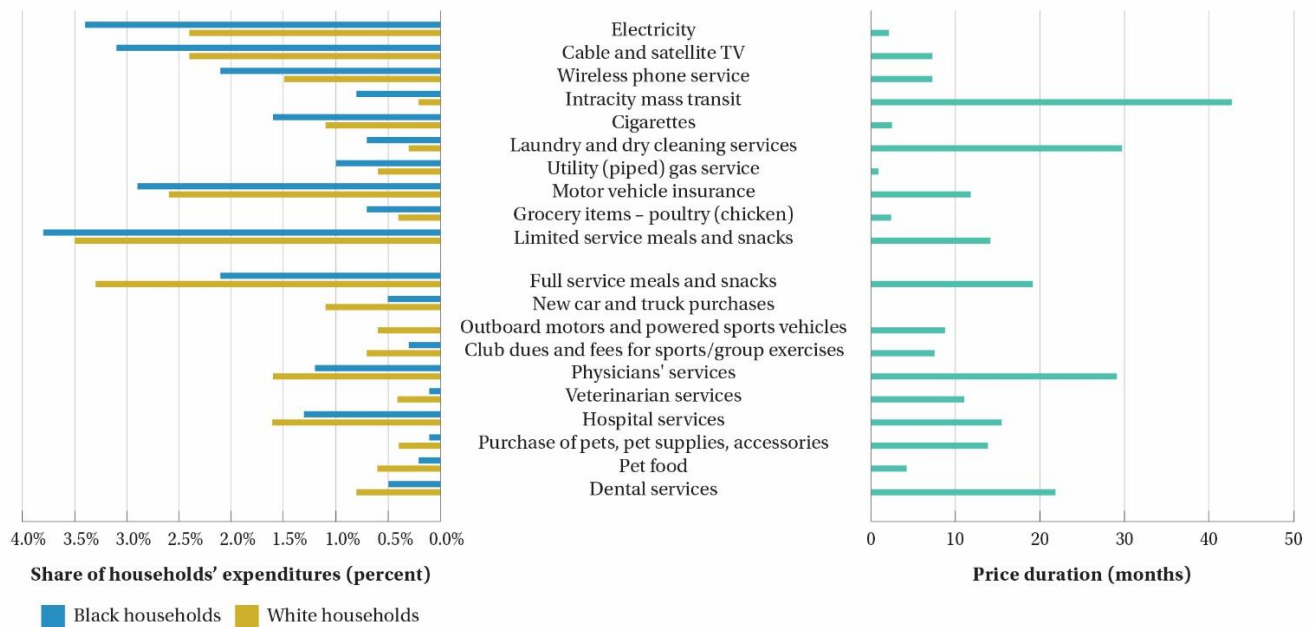 Electricity
Cable and satellite TV
Wireless phone service
Intracity mass transit
Cigarettes
Laundry and dry cleaning services
Utility (piped) gas service
Motor vehicle insurance
Grocery items – poultry (chicken)
Limited service meals and snacks
Full service meals and snacks
New car and truck purchases
Outboard motors and powered sports vehicles
Club dues and fees for sports/group exercises
Physicians' services
Veterinarian services
Hospital services
Purchase of pets, pet supplies, accessories
Pet food
Dental services
4.0% 3.5% 3.0% 2.5% 2.0% 1.5% 1.0% 0.5% 0.0%
0 10 20 30 40 50
Share of households’ expenditures (percent)
Price duration (months)
Black households White households